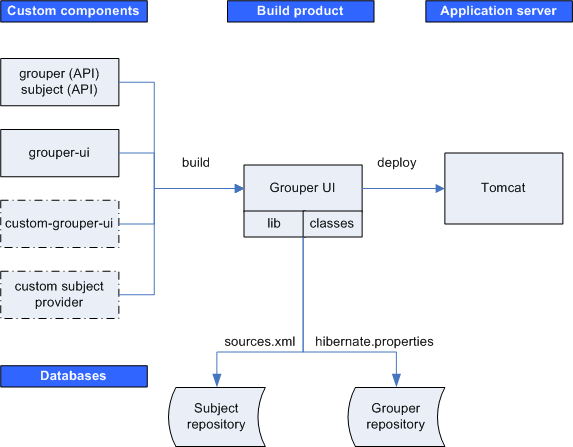 Custom components
Build product
Application server
grouper (API)
subject (API)
grouper-ui
build
Grouper UI
deploy
Tomcat
lib
classes
custom-grouper-ui
custom subject
provider
sources.xml
hibernate.properties
Databases
Subject
repository
Grouper
repository